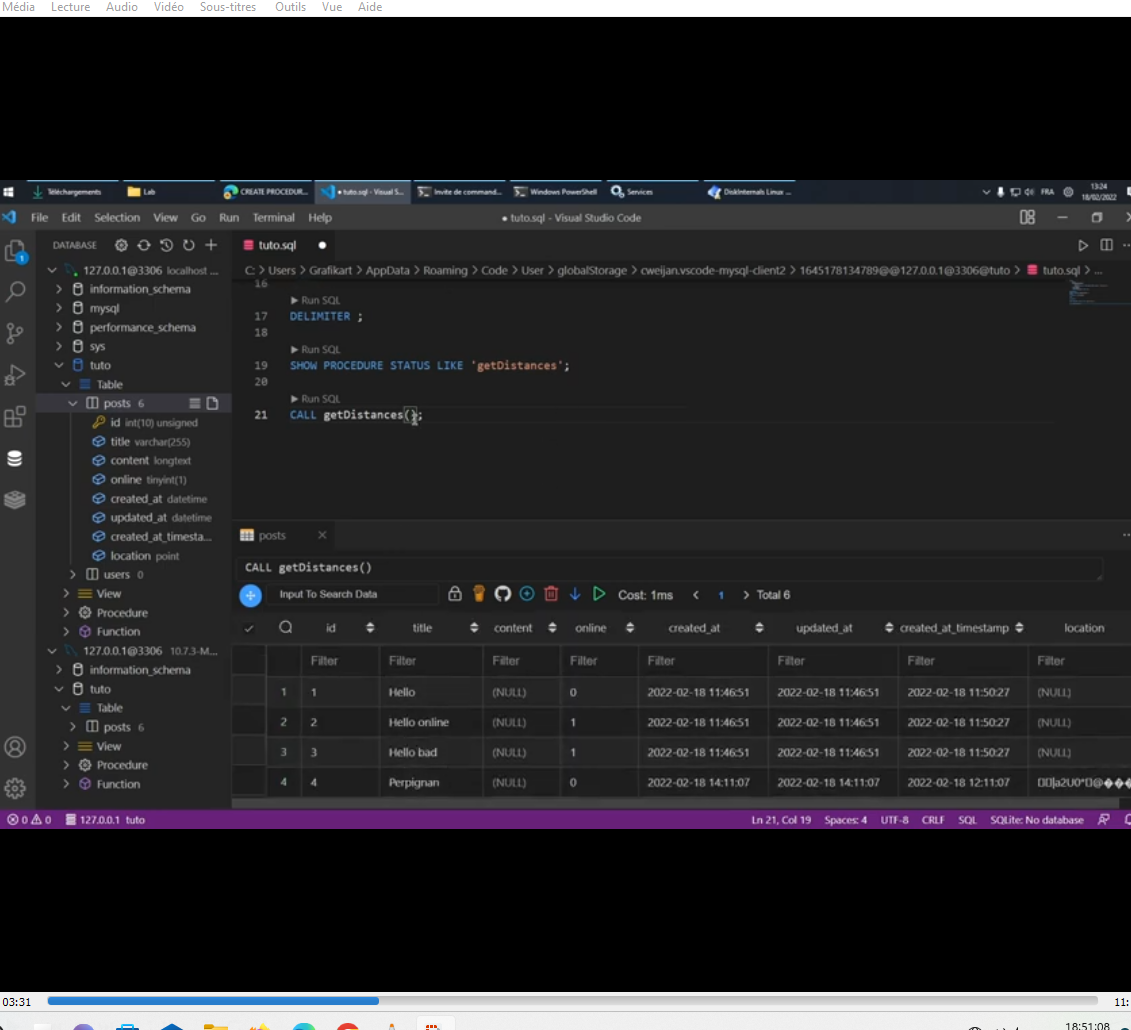 Média Lecture Audio Vidéo Sous-titres Outils Vue Aide
Téléchargements Lab CREATE PROCEDUR... • tuto.sql - Visual S... Invite de command... Windows PowerShell Services DiskInternals Linux ... FRA 13:24
18/02/2022
File Edit Selection View Go Run Terminal Help • tuto.sql - Visual Studio Code
DATABASE
tuto.sql
C: > Users > Grafikart > AppData > Roaming > Code > User > globalStorage > cweijan.vscode-mysql-client2 > 1645178134789@@127.0.0.1@3306@tuto > tuto.sql > ...
1
127.0.0.1@3306 localhost ...
information_schema
mysql
performance_schema
sys
tuto
Table
posts 6
id int(10) unsigned
title varchar(255)
content longtext
online tinyint(1)
created_at datetime
updated_at datetime
created_at_timesta...
location point
users 0
View
Procedure
Function
127.0.0.1@3306 10.7.3-M...
information_schema
tuto
Table
posts 6
View
Procedure
Function
16
Run SQL
17 DELIMITER ;
18
Run SQL
19 SHOW PROCEDURE STATUS LIKE 'getDistances';
20
Run SQL
21 CALL getDistances();
posts
CALL getDistances()
Input To Search Data Cost: 1ms < 1 > Total 6
id title content online created_at updated_at created_at_timestamp location
Filter Filter Filter Filter Filter Filter Filter Filter
1 1 Hello (NULL) 0 2022-02-18 11:46:51 2022-02-18 11:46:51 2022-02-18 11:50:27 (NULL)
2 2 Hello online (NULL) 1 2022-02-18 11:46:51 2022-02-18 11:46:51 2022-02-18 11:50:27 (NULL)
3 3 Hello bad (NULL) 1 2022-02-18 11:46:51 2022-02-18 11:46:51 2022-02-18 11:50:27 (NULL)
4 4 Perpignan (NULL) 0 2022-02-18 14:11:07 2022-02-18 14:11:07 2022-02-18 12:11:07
0 0 127.0.0.1 tuto Ln 21, Col 19 Spaces: 4 UTF-8 CRLF SQL SQLite: No database
03:31 11:
18:51:08